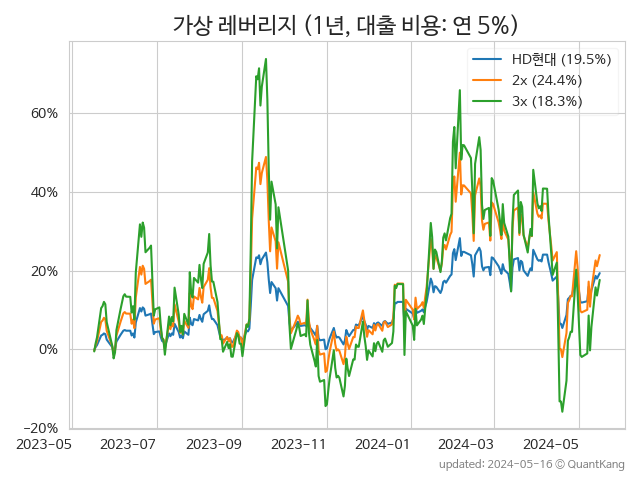 가상 레버리지 (1년, 대출 비용: 연 5%)
HD현대 (19.5%)
2x (24.4%)
3x (18.3%)
60%
40%
20%
0%
−20%
2023-05 2023-07 2023-09 2023-11 2024-01 2024-03 2024-05
updated: 2024-05-16 © QuantKang